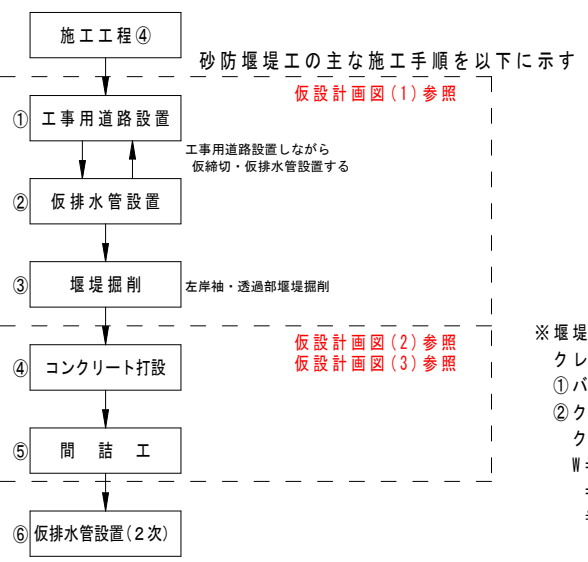 施工工程④
砂防堰堤工の主な施工手順を以下に示す
仮設計画図(1)参照
① 工事用道路設置
工事用道路設置しながら
仮締切・仮排水管設置する
② 仮排水管設置
③ 堰堤掘削
左岸袖・透過部堰堤掘削
仮設計画図(2)参照
仮設計画図(3)参照
※堰堤
④ コンクリート打設
クレ
①バ
②ク
ク
⑤ 間詰工
W=
⑥ 仮排水管設置(2次)